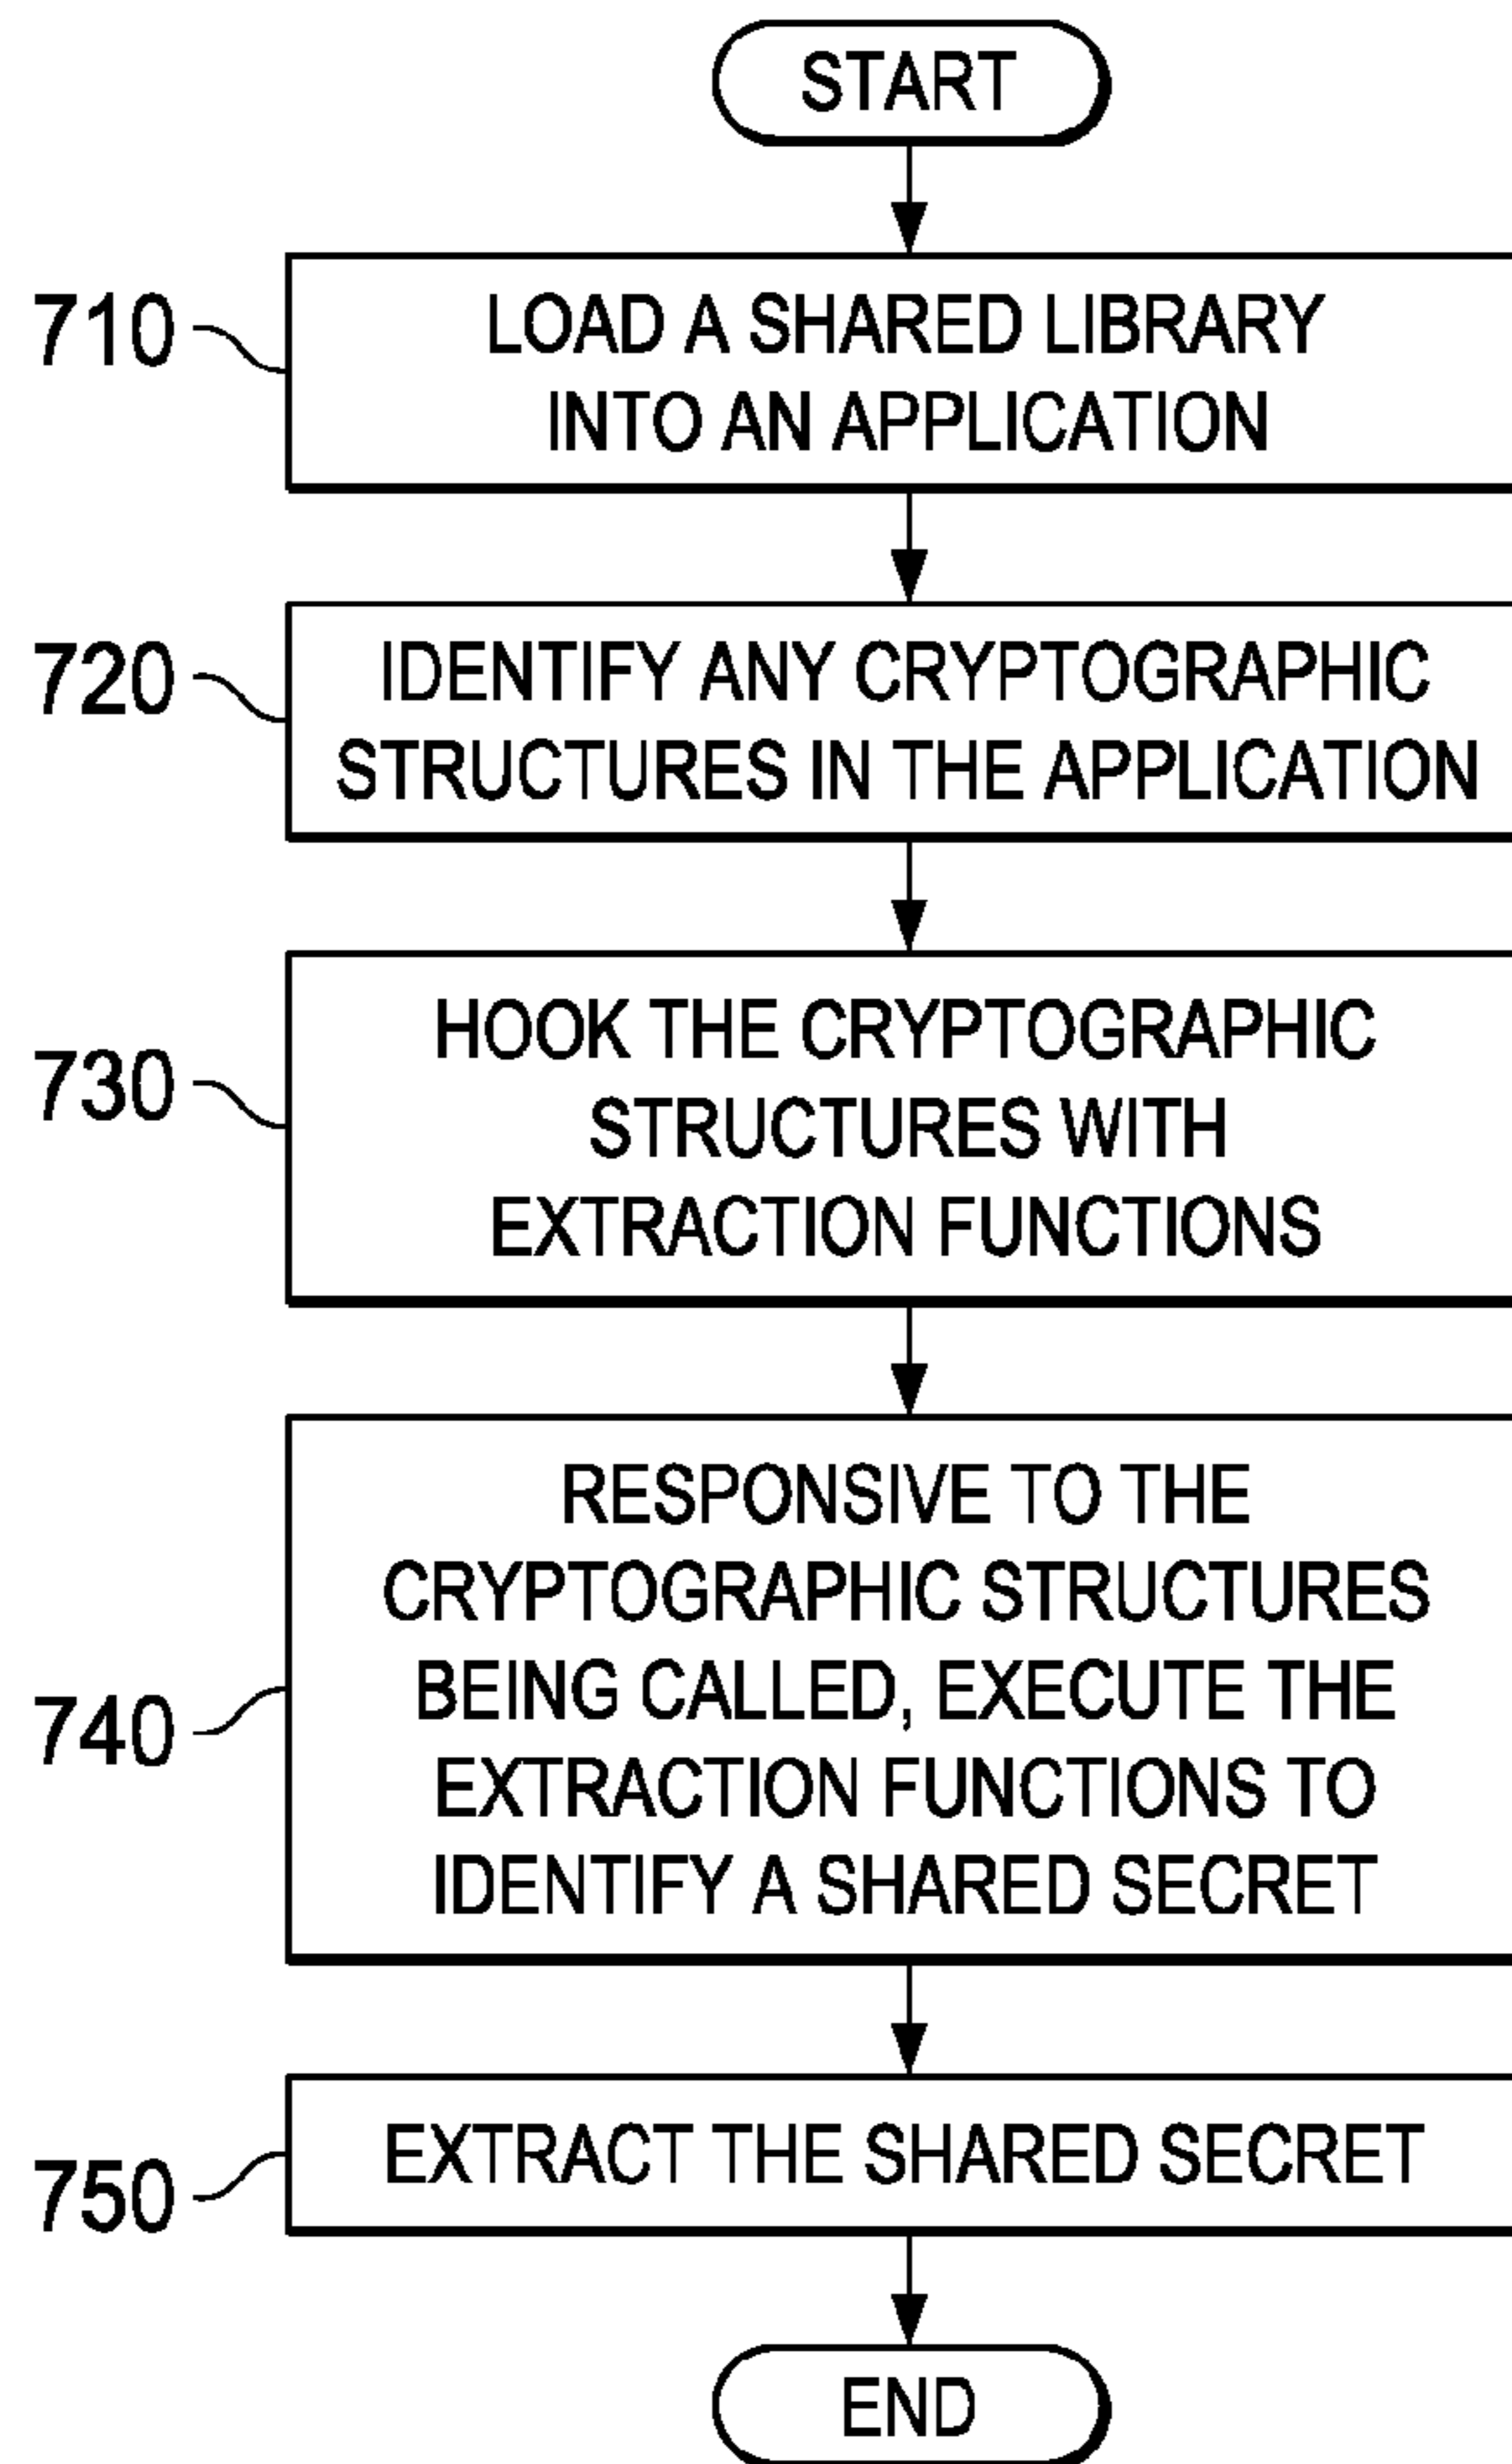 START
710
LOAD A SHARED LIBRARY
INTO AN APPLICATION
720
IDENTIFY ANY CRYPTOGRAPHIC
STRUCTURES IN THE APPLICATION
730
HOOK THE CRYPTOGRAPHIC
STRUCTURES WITH
EXTRACTION FUNCTIONS
740
RESPONSIVE TO THE
CRYPTOGRAPHIC STRUCTURES
BEING CALLED, EXECUTE THE
EXTRACTION FUNCTIONS TO
IDENTIFY A SHARED SECRET
750
EXTRACT THE SHARED SECRET
END